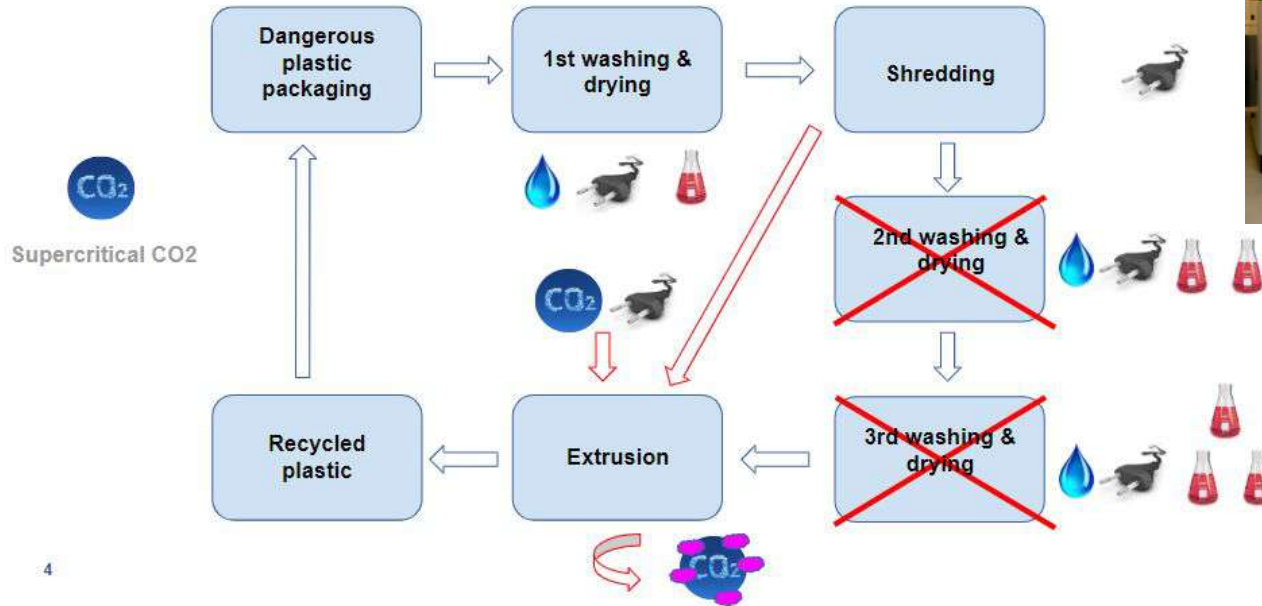 Dangerous
plastic
packaging
1st washing &
drying
Shredding
CO2
Supercritical CO2
2nd washing &
drying
CO2
Recycled
plastic
Extrusion
3rd washing &
drying
CO2
4